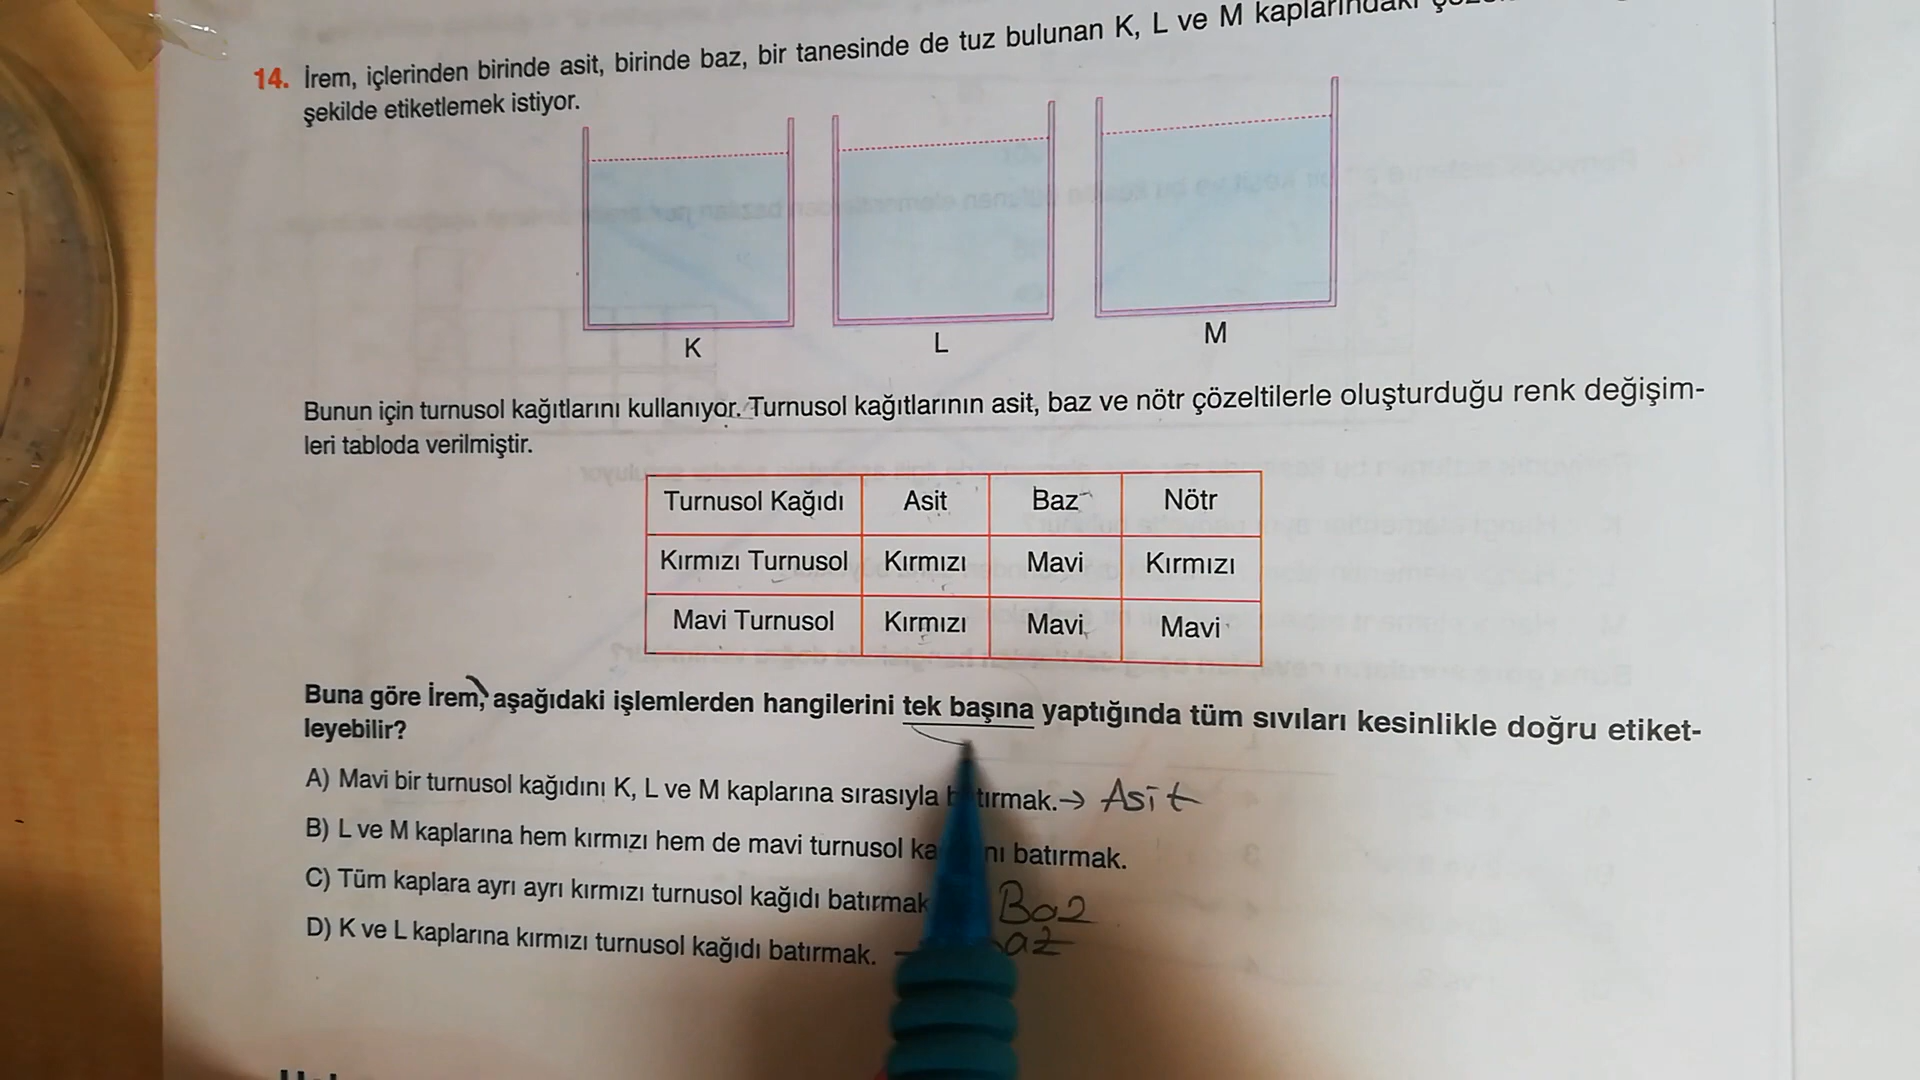 14. İrem, içlerinden birinde asit, birinde baz, bir tanesinde de tuz bulunan K, L ve M kaplarındaki
şekilde etiketlemek istiyor.
K L M
Bunun için turnusol kağıtlarını kullanıyor. Turnusol kağıtlarının asit, baz ve nötr çözeltilerle oluşturduğu renk değişim-
leri tabloda verilmiştir.
Turnusol Kağıdı Asit Baz Nötr
Kırmızı Turnusol Kırmızı Mavi Kırmızı
Mavi Turnusol Kırmızı Mavi Mavi
Buna göre İrem, aşağıdaki işlemlerden hangilerini tek başına yaptığında tüm sıvıları kesinlikle doğru etiket-
leyebilir?
A) Mavi bir turnusol kağıdını K, L ve M kaplarına sırasıyla batırmak. → Asit
B) L ve M kaplarına hem kırmızı hem de mavi turnusol batırmak.
C) Tüm kaplara ayrı ayrı kırmızı turnusol kağıdı batırmak Baz
D) K ve L kaplarına kırmızı turnusol kağıdı batırmak. az